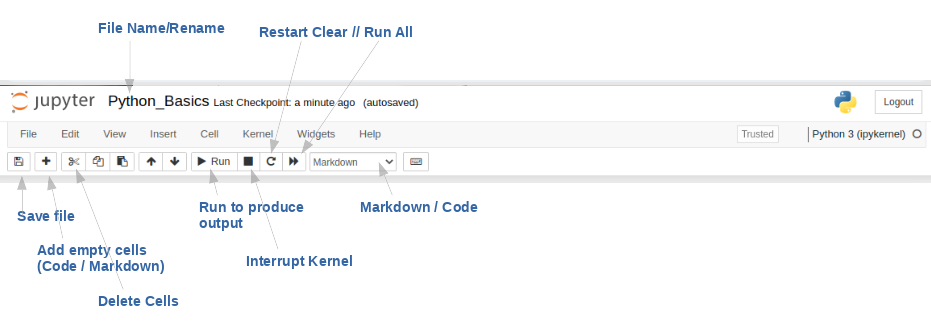 File Name/Rename
Restart Clear // Run All
jupyter Python_Basics Last Checkpoint: a minute ago (autosaved)
Logout
File Edit View Insert Cell Kernel Widgets Help
Trusted
Python 3 (ipykernel)
Run
Markdown
Save file
Run to produce
output
Markdown / Code
Add empty cells
(Code / Markdown)
Interrupt Kernel
Delete Cells